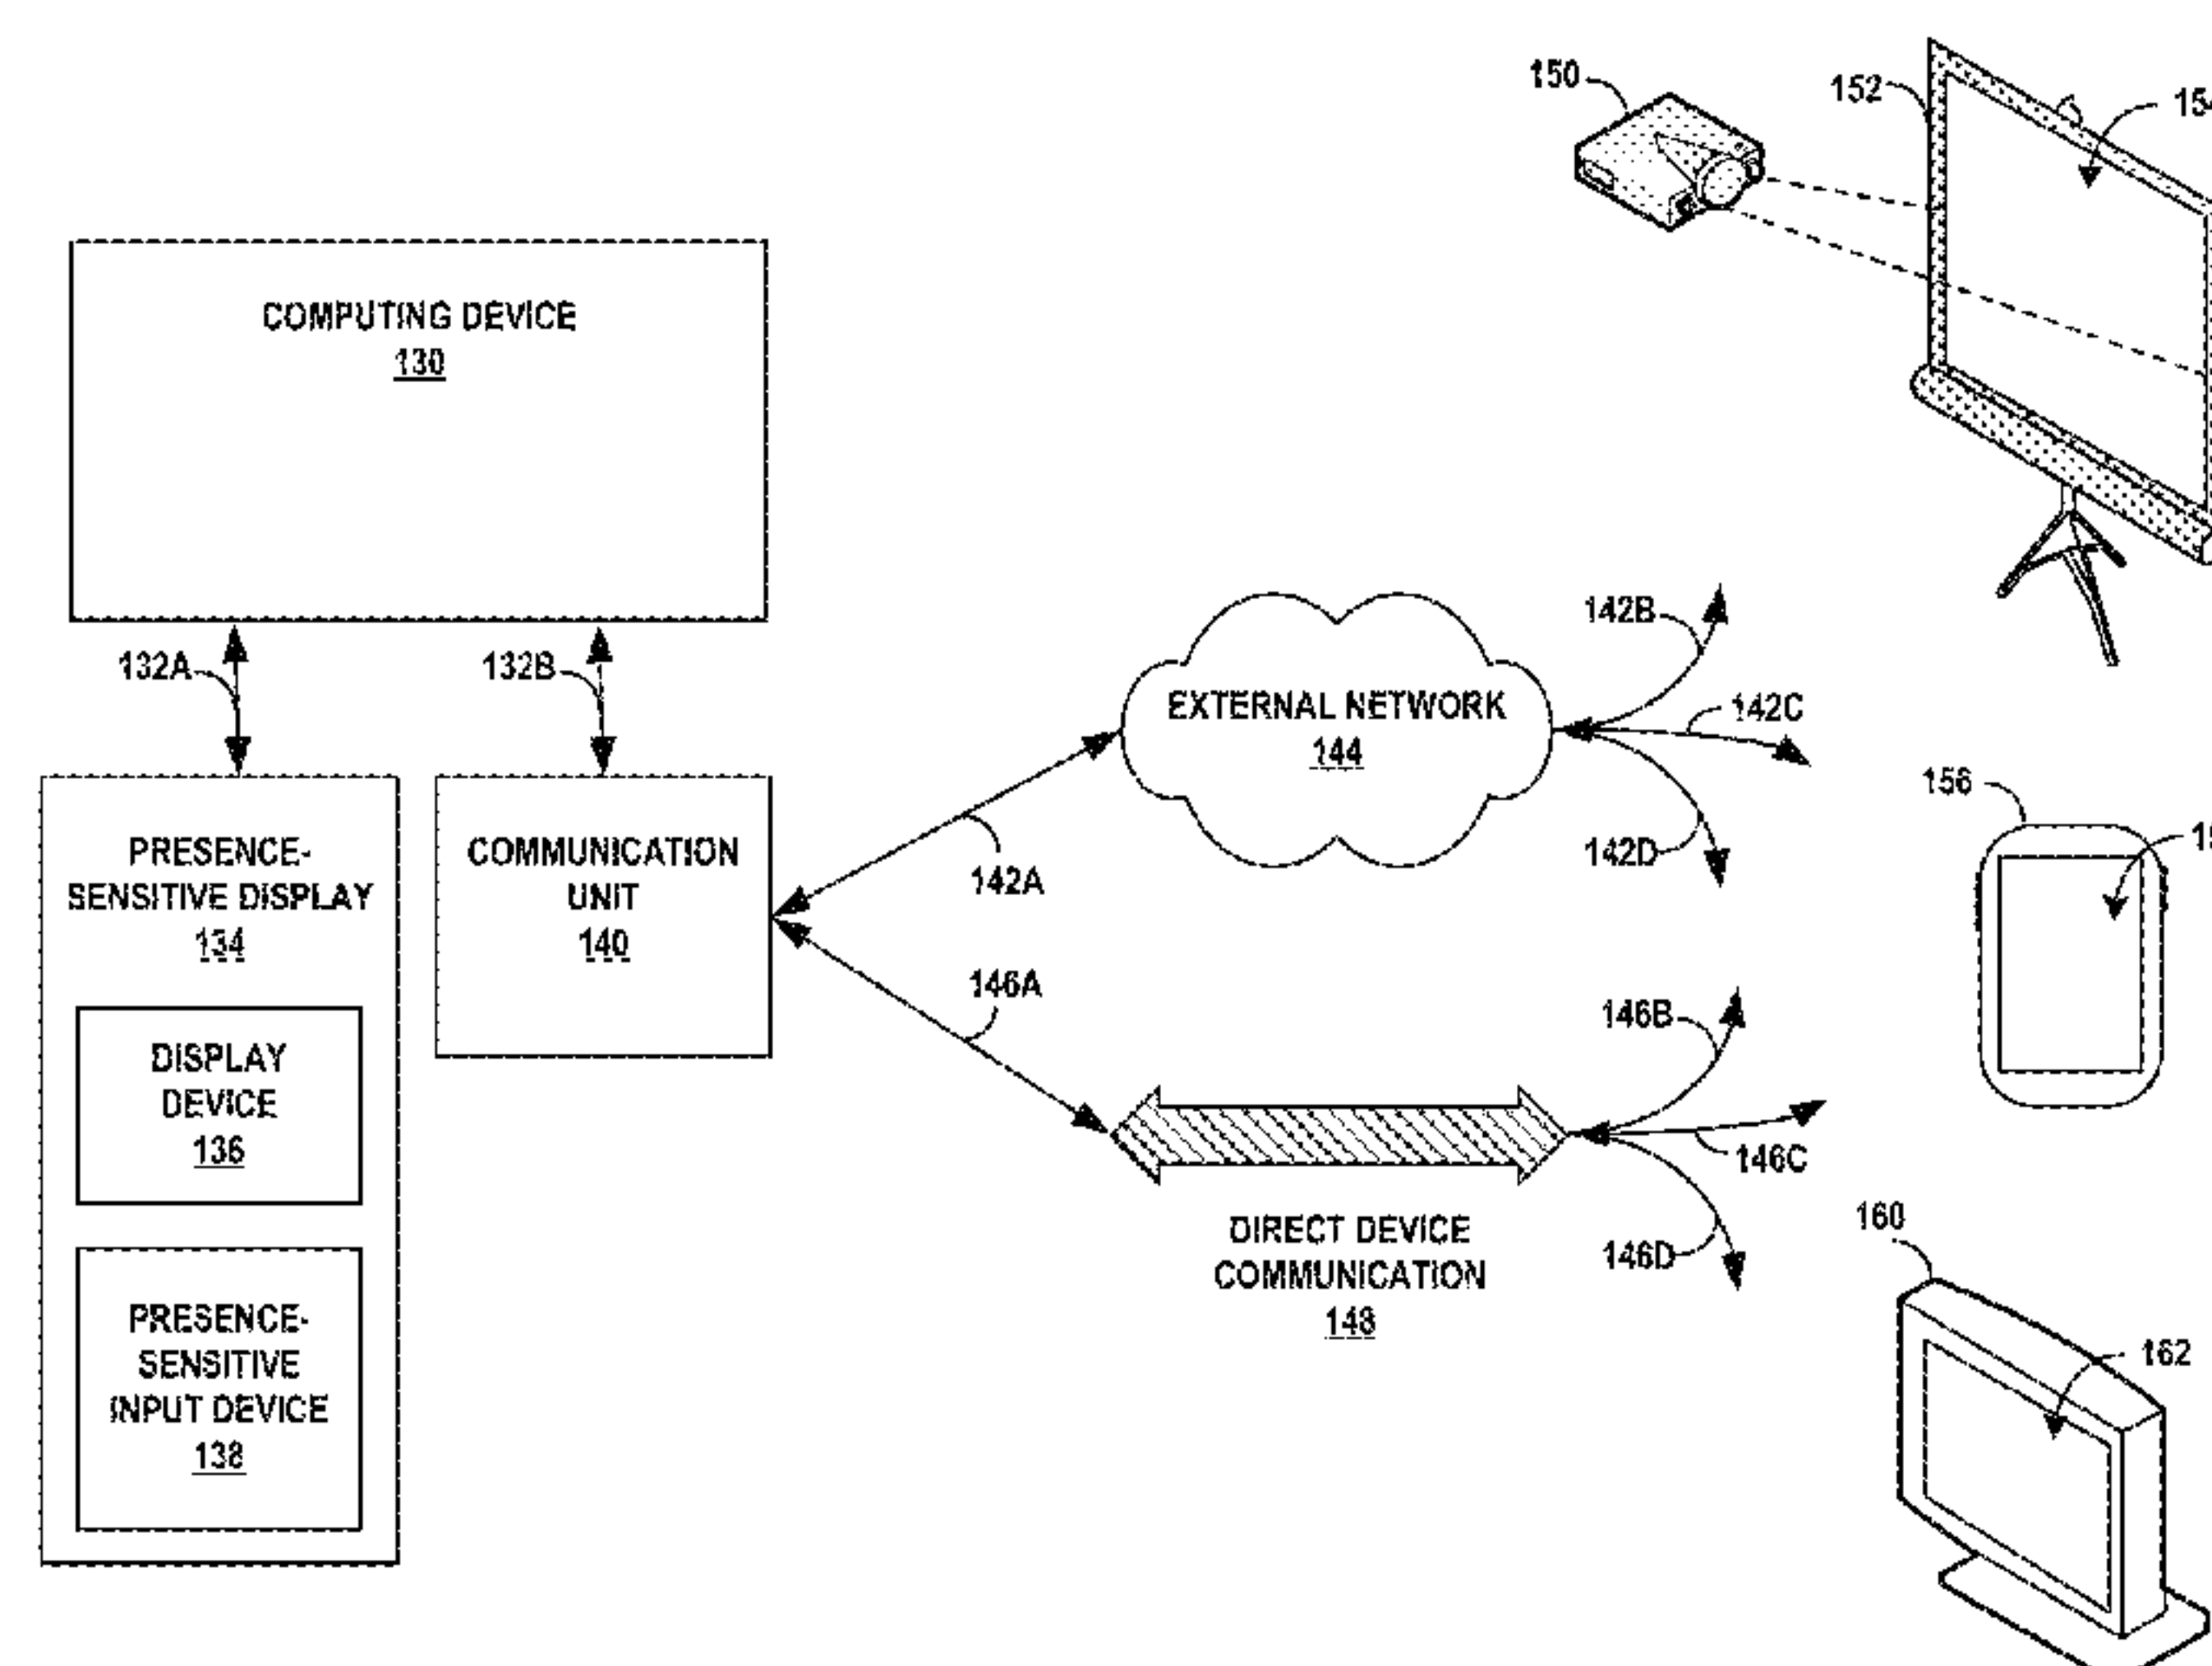 150
152
COMPUTING DEVICE
130
132A
132B
142B
EXTERNAL NETWORK
144
142C
142D
156
PRESENCE-
SENSITIVE DISPLAY
134
COMMUNICATION
UNIT
140
142A
146A
DISPLAY
DEVICE
136
146B
146C
DIRECT DEVICE
COMMUNICATION
148
146D
160
162
PRESENCE-
SENSITIVE
INPUT DEVICE
138